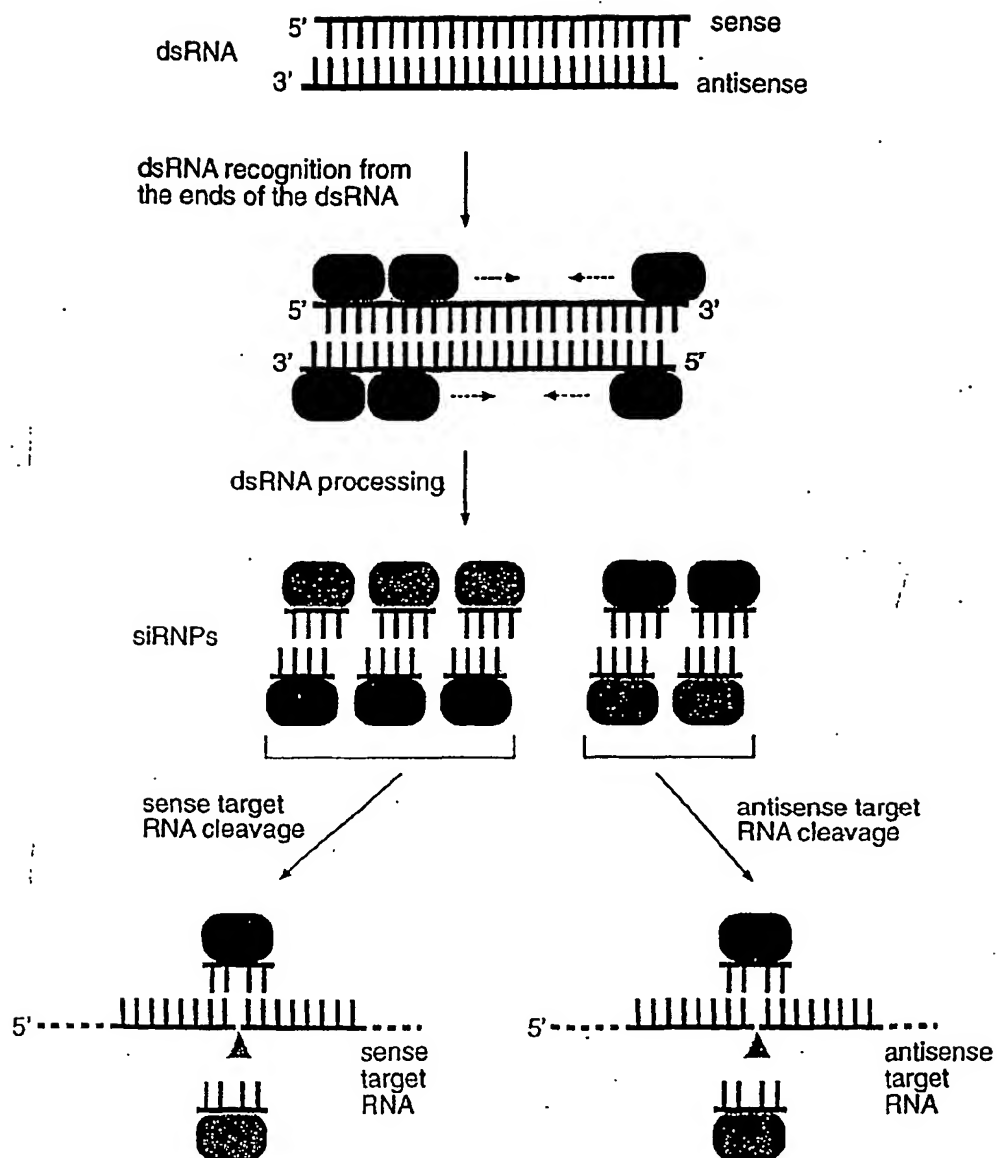 5'
sense
dsRNA
3'
antisense
dsRNA recognition from
the ends of the dsRNA
5'
3'
3'
5'
dsRNA processing
siRNPs
sense target
RNA cleavage
antisense target
RNA cleavage
5'
sense
target
RNA
5'
antisense
target
RNA